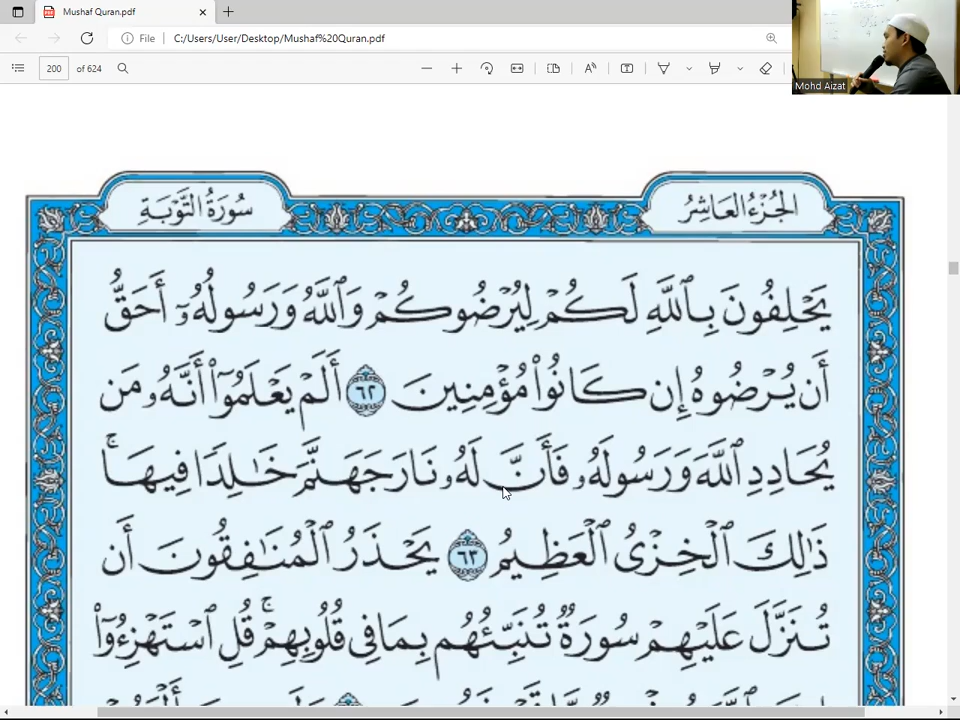 Mushaf Quran.pdf
File
C:/Users/User/Desktop/Mushaf%20Quran.pdf
200 of 624
Mohd Aizat
الجُزْءُ العَاشِرُ
سُورَةُ التَّوْبَةِ
يَحْلِفُونَ بِٱللَّهِ لَكُمْ لِيُرْضُوكُمْ وَٱللَّهُ وَرَسُولُهُۥٓ أَحَقُّ
أَن يُرْضُوهُ إِن كَانُوا۟ مُؤْمِنِينَ ٦٢ أَلَمْ يَعْلَمُوٓا۟ أَنَّهُۥ مَن
يُحَادِدِ ٱللَّهَ وَرَسُولَهُۥ فَأَنَّ لَهُۥ نَارَ جَهَنَّمَ خَٰلِدًا فِيهَا ۚ
ذَٰلِكَ ٱلْخِزْىُ ٱلْعَظِيمُ ٦٣ يَحْذَرُ ٱلْمُنَٰفِقُونَ أَن
تُنَزَّلَ عَلَيْهِمْ سُورَةٌ تُنَبِّئُهُم بِمَا فِى قُلُوبِهِمْ ۚ قُلِ ٱسْتَهْزِءُوٓا۟